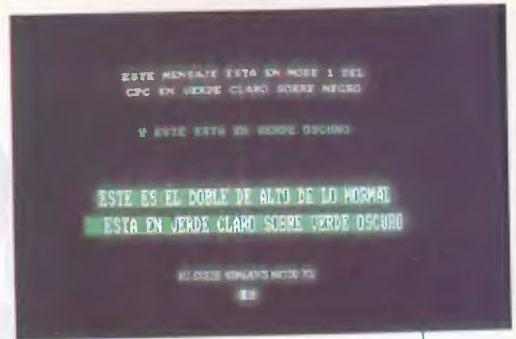 ESTE MENSAJE ESTA EN MODE 1 DEL
CPC EN VERDE CLARO SOBRE NEGRO
Y ESTE ESTA EN VERDE OSCURO
ESTE ES EL DOBLE DE ALTO DE LO NORMAL
ESTA EN VERDE CLARO SOBRE VERDE OSCURO